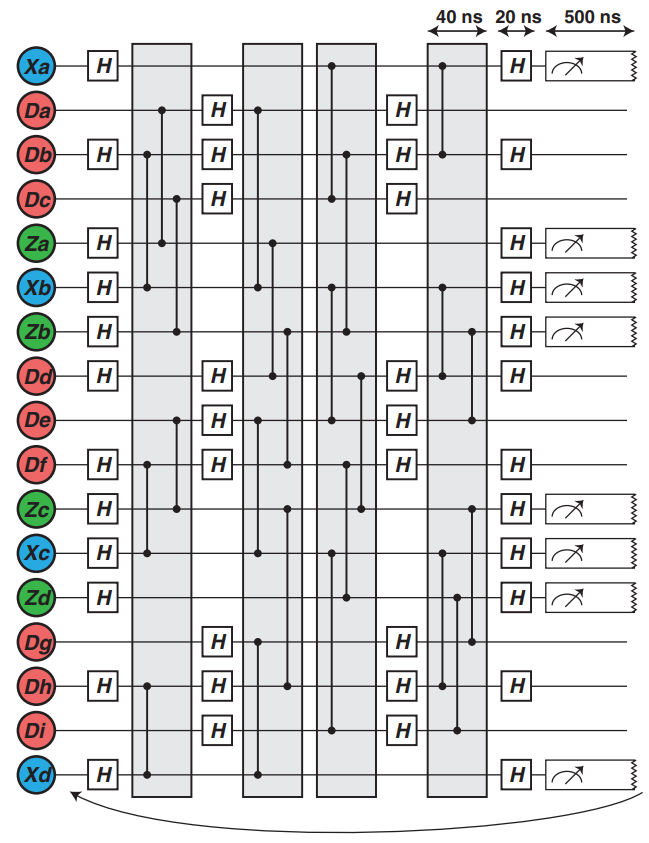 40 ns 20 ns 500 ns
Xa H H
Da H H
Db H H H H
Dc H H
Za H H
Xb H H
Zb H H
Dd H H H H
De H H
Df H H H H
Zc H H
Xc H H
Zd H H
Dg H H
Dh H H H H
Di H H
Xd H H